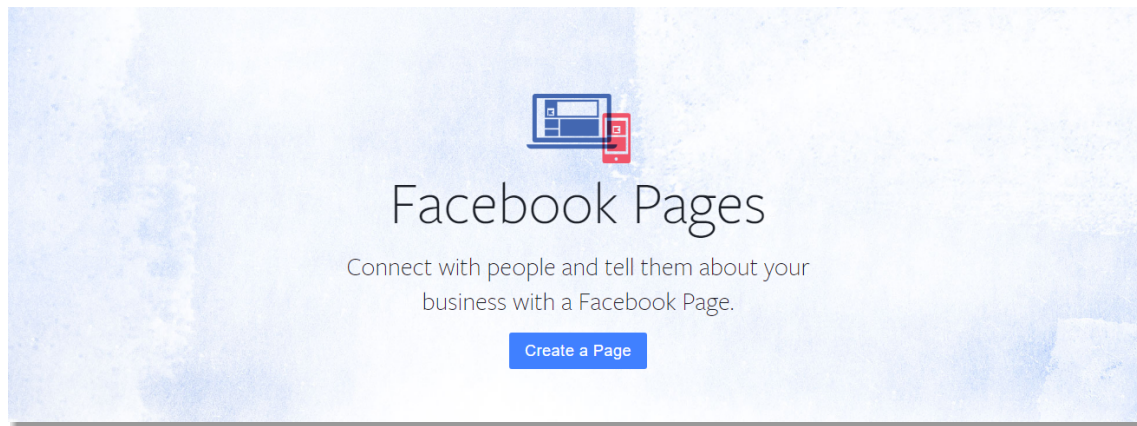 Facebook Pages
Connect with people and tell them about your
business with a Facebook Page.
Create a Page